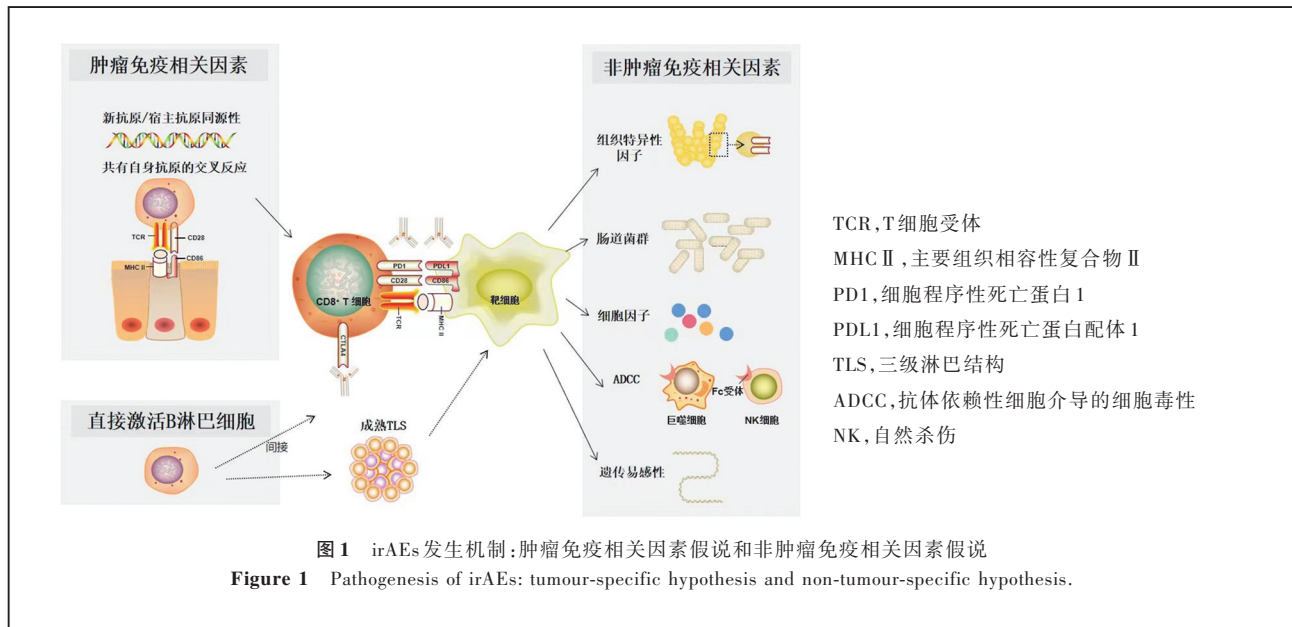 肿瘤免疫相关因素
新抗原/宿主抗原同源性
共有自身抗原的交叉反应
TCR
CD28
MHC II
CD86
直接激活B淋巴细胞
间接
成熟TLS
PD1
PDL1
CD28
CD86
CD8+ T 细胞
TCR
MHC II
CTLA4
靶细胞
非肿瘤免疫相关因素
组织特异性
因子
肠道菌群
细胞因子
ADCC
Fc受体
巨噬细胞
NK细胞
遗传易感性
TCR,T细胞受体
MHCⅡ,主要组织相容性复合物Ⅱ
PD1,细胞程序性死亡蛋白1
PDL1,细胞程序性死亡蛋白配体1
TLS,三级淋巴结构
ADCC,抗体依赖性细胞介导的细胞毒性
NK,自然杀伤
图1 irAEs发生机制:肿瘤免疫相关因素假说和非肿瘤免疫相关因素假说
Figure 1 Pathogenesis of irAEs: tumour-specific hypothesis and non-tumour-specific hypothesis.